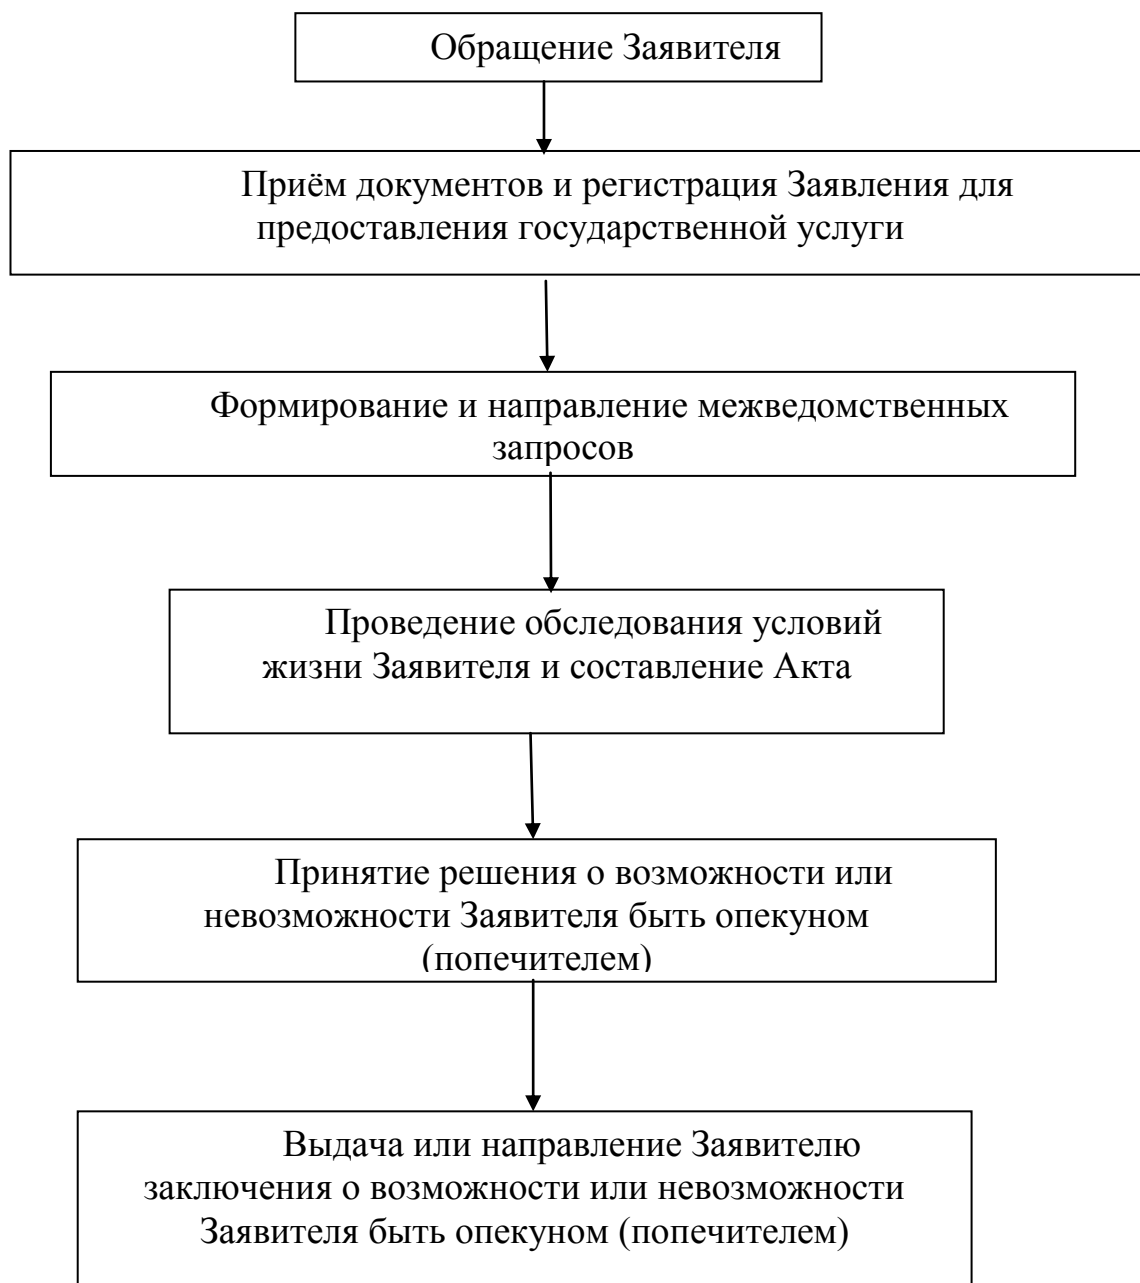 Обращение Заявителя
Приём документов и регистрация Заявления для
предоставления государственной услуги
Формирование и направление межведомственных
запросов
Проведение обследования условий
жизни Заявителя и составление Акта
Принятие решения о возможности или
невозможности Заявителя быть опекуном
(попечителем)
Выдача или направление Заявителю
заключения о возможности или невозможности
Заявителя быть опекуном (попечителем)